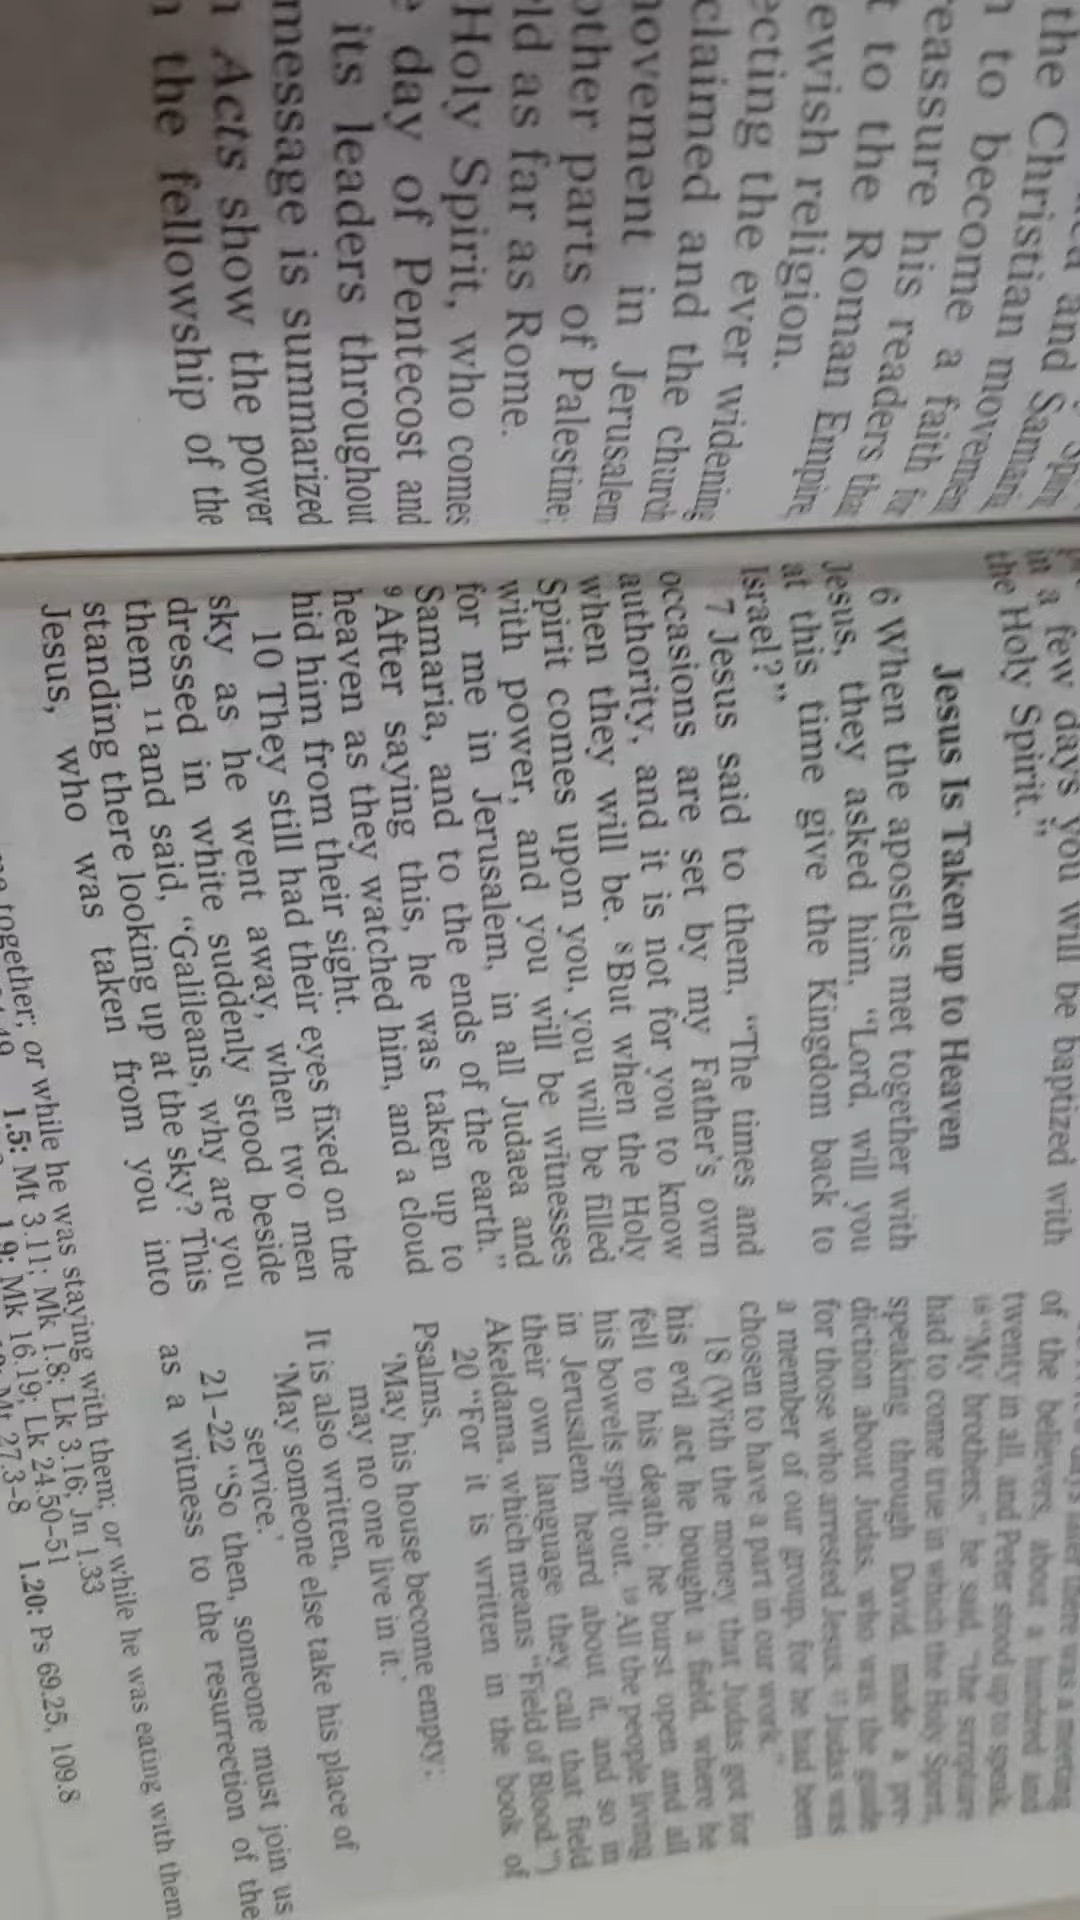 and
the Christian
to become a faith
reassure his readers
t to the Roman Empire
ewish religion.
ecting the ever widening
claimed and the church
ovement in Jerusalem
other parts of Palestine;
ld as far as Rome.
Holy Spirit, who comes
day of Pentecost and
its leaders throughout
message is summarized
Acts show the power
the fellowship of the
in a few days you will be baptized with
the Holy Spirit.”
Jesus Is Taken up to Heaven
6 When the apostles met together with
Jesus, they asked him, “Lord, will you
at this time give the Kingdom back to
Israel?”
7 Jesus said to them, “The times and
occasions are set by my Father’s own
authority, and it is not for you to know
when they will be. 8 But when the Holy
Spirit comes upon you, you will be filled
with power, and you will be witnesses
for me in Jerusalem, in all Judaea and
Samaria, and to the ends of the earth.”
9 After saying this, he was taken up to
heaven as they watched him, and a cloud
hid him from their sight.
10 They still had their eyes fixed on the
sky as he went away, when two men
dressed in white suddenly stood beside
them 11 and said, “Galileans, why are you
standing there looking up at the sky? This
Jesus, who was taken from you into
there was a meeting
of the believers, about a hundred and
twenty in all, and Peter stood up to speak.
16 “My brothers,” he said, “the scripture
had to come true in which the Holy Spirit,
speaking through David, made a pre-
diction about Judas, who was the guide
for those who arrested Jesus. 17 Judas was
a member of our group, for he had been
chosen to have a part in our work.”
18 (With the money that Judas got for
his evil act he bought a field, where he
fell to his death; he burst open and all
his bowels spilt out. 19 All the people living
in Jerusalem heard about it, and so in
their own language they call that field
Akeldama, which means “Field of Blood.”)
20 “For it is written in the book of
Psalms,
‘May his house become empty;
may no one live in it.’
It is also written,
‘May someone else take his place of
service.’
21-22 “So then, someone must join us
as a witness to the resurrection of the
together; or while he was staying with them; or while he was eating with them
1.5: Mt 3.11; Mk 1.8; Lk 3.16; Jn 1.33
1.9: Mk 16.19; Lk 24.50-51
Mt 27.3-8 1.20: Ps 69.25, 109.8